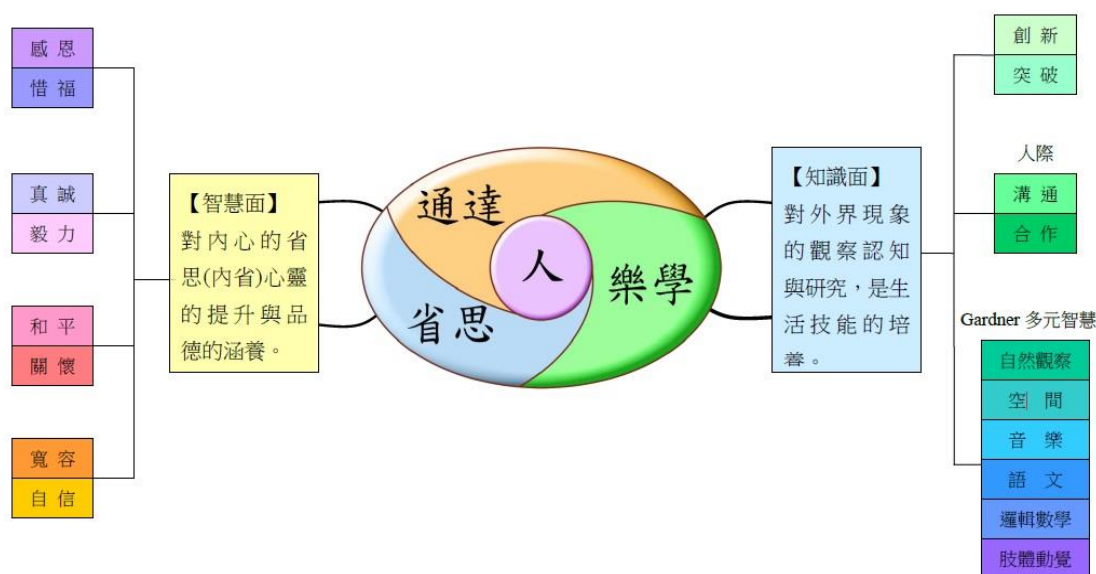 感恩
惜福
真誠
毅力
和平
關懷
寬容
自信
【智慧面】
對內心的省
思(內省)心靈
的提升與品
德的涵養。
通達
人
樂學
省思
【知識面】
對外界現象
的觀察認知
與研究，是生
活技能的培
養。
創新
突破
人際
溝通
合作
Gardner 多元智慧
自然觀察
空間
音樂
語文
邏輯數學
肢體動覺